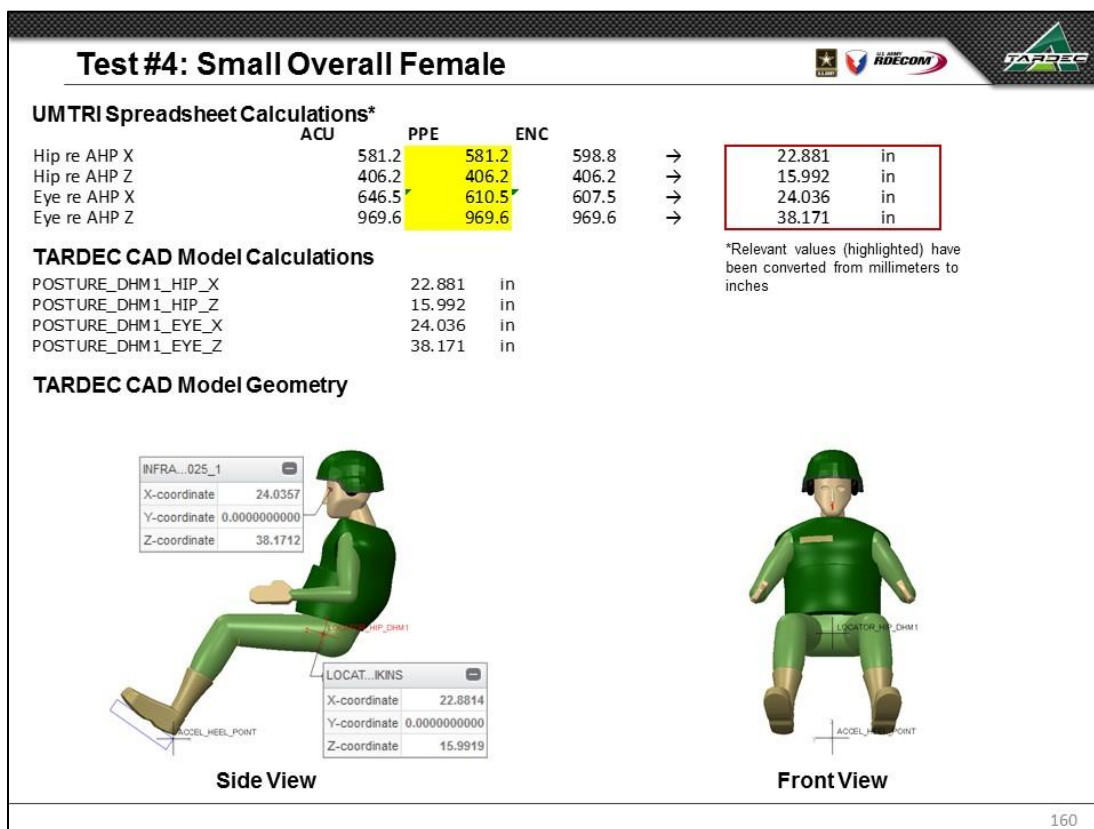 Test #4: Small Overall Female
U.S. ARMY
U.S. ARMY
RDECOM
TARDEC
UMTRI Spreadsheet Calculations*
ACU PPE ENC
Hip re AHP X 581.2 581.2 598.8 → 22.881 in
Hip re AHP Z 406.2 406.2 406.2 → 15.992 in
Eye re AHP X 646.5 610.5 607.5 → 24.036 in
Eye re AHP Z 969.6 969.6 969.6 → 38.171 in
*Relevant values (highlighted) have
been converted from millimeters to
inches
TARDEC CAD Model Calculations
POSTURE_DHM1_HIP_X 22.881 in
POSTURE_DHM1_HIP_Z 15.992 in
POSTURE_DHM1_EYE_X 24.036 in
POSTURE_DHM1_EYE_Z 38.171 in
TARDEC CAD Model Geometry
INFRA...025_1
X-coordinate 24.0357
Y-coordinate 0.0000000000
Z-coordinate 38.1712
LOCATOR_HIP_DHM1
LOCAT...IKINS
X-coordinate 22.8814
Y-coordinate 0.0000000000
Z-coordinate 15.9919
ACCEL_HEEL_POINT
LOCATOR_HIP_DHM1
ACCEL_HEEL_POINT
Side View
Front View
160